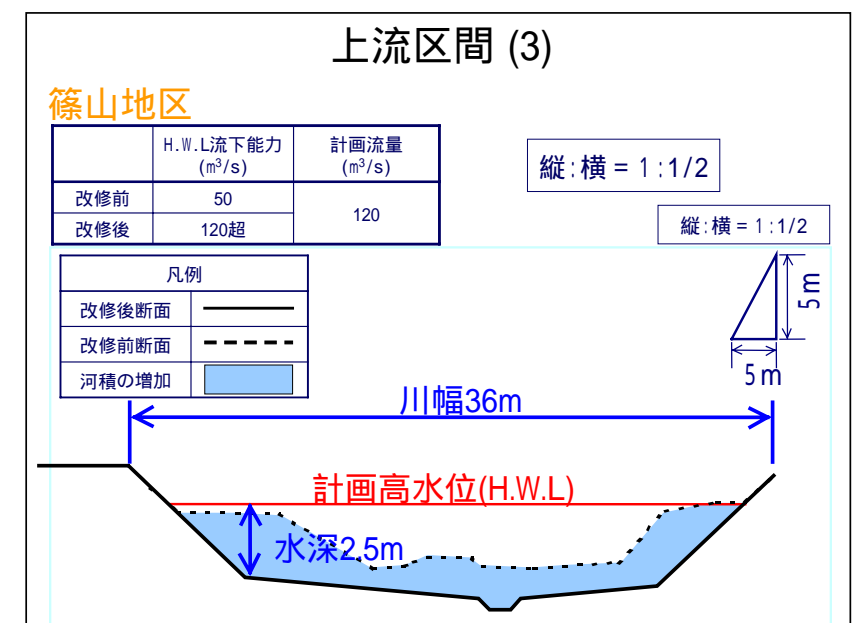 上流区間 (3)
篠山地区
H.W.L流下能力 (m³/s) 計画流量 (m³/s)
改修前 50 120
改修後 120超
縦:横 = 1:1/2
縦:横 = 1:1/2
凡例
改修後断面
改修前断面
河積の増加
5m
5m
川幅36m
計画高水位(H.W.L)
水深2.5m